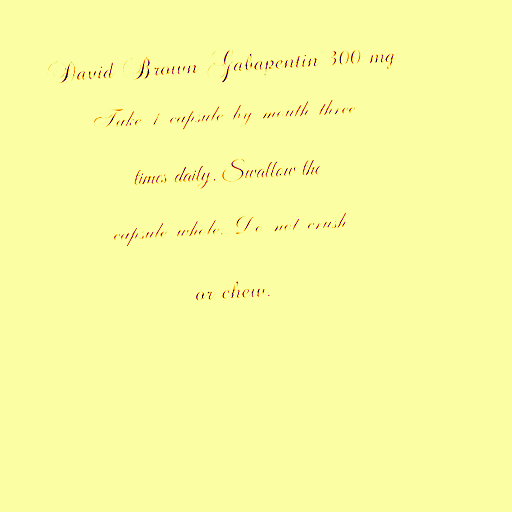 David Brown Gabapentin 300 mg
Take 1 capsule by mouth three
times daily. Swallow the
capsule whole. Do not crush
or chew.